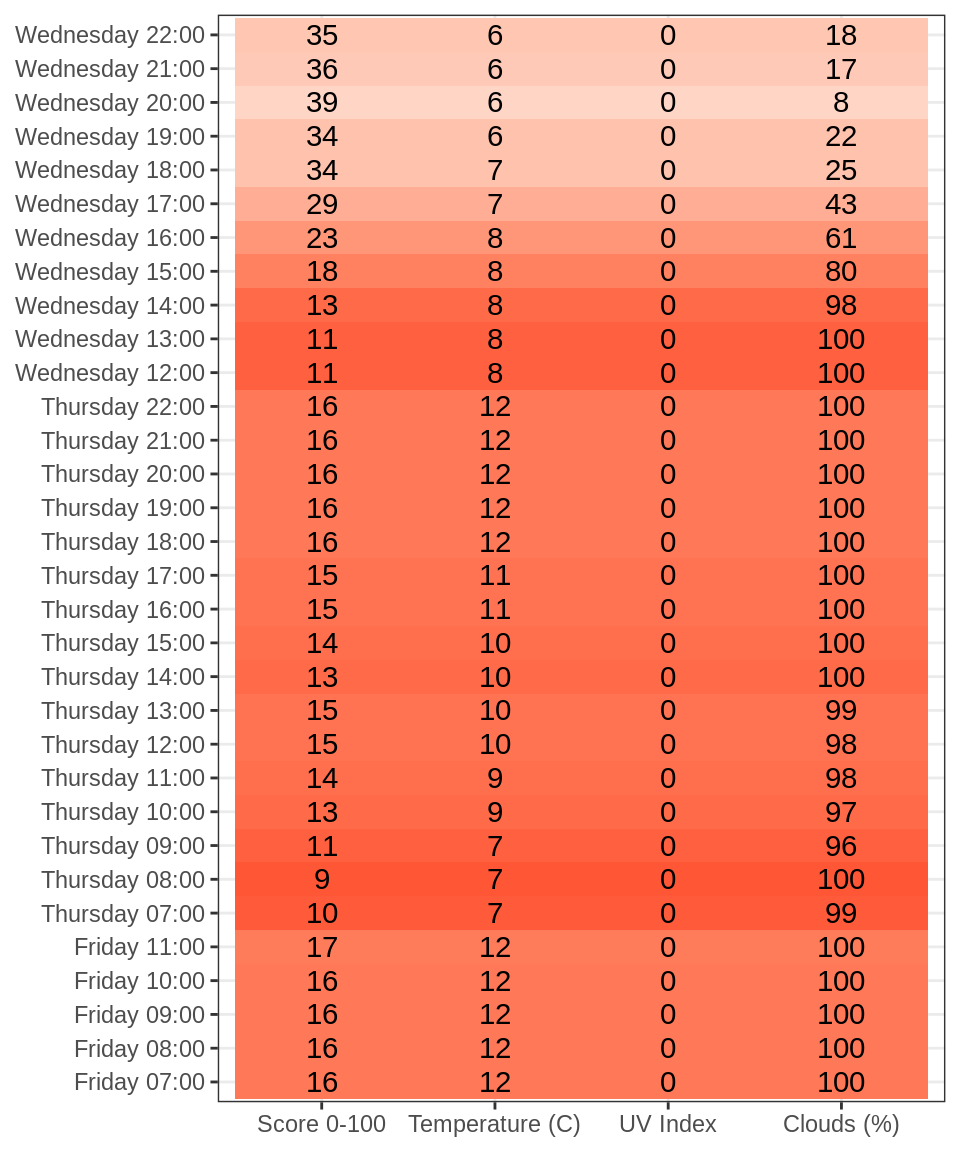 Wednesday 22:00 35 6 0 18
Wednesday 21:00 36 6 0 17
Wednesday 20:00 39 6 0 8
Wednesday 19:00 34 6 0 22
Wednesday 18:00 34 7 0 25
Wednesday 17:00 29 7 0 43
Wednesday 16:00 23 8 0 61
Wednesday 15:00 18 8 0 80
Wednesday 14:00 13 8 0 98
Wednesday 13:00 11 8 0 100
Wednesday 12:00 11 8 0 100
Thursday 22:00 16 12 0 100
Thursday 21:00 16 12 0 100
Thursday 20:00 16 12 0 100
Thursday 19:00 16 12 0 100
Thursday 18:00 16 12 0 100
Thursday 17:00 15 11 0 100
Thursday 16:00 15 11 0 100
Thursday 15:00 14 10 0 100
Thursday 14:00 13 10 0 100
Thursday 13:00 15 10 0 99
Thursday 12:00 15 10 0 98
Thursday 11:00 14 9 0 98
Thursday 10:00 13 9 0 97
Thursday 09:00 11 7 0 96
Thursday 08:00 9 7 0 100
Thursday 07:00 10 7 0 99
Friday 11:00 17 12 0 100
Friday 10:00 16 12 0 100
Friday 09:00 16 12 0 100
Friday 08:00 16 12 0 100
Friday 07:00 16 12 0 100
Score 0-100 Temperature (C) UV Index Clouds (%)